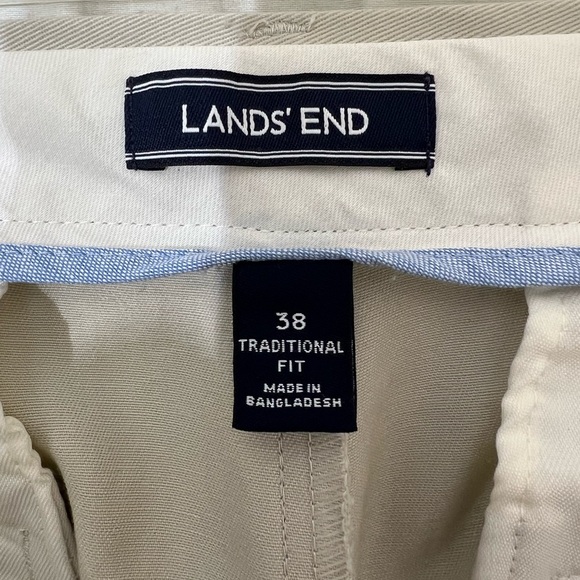 LANDS' END
38
TRADITIONAL
FIT
MADE IN
BANGLADESH